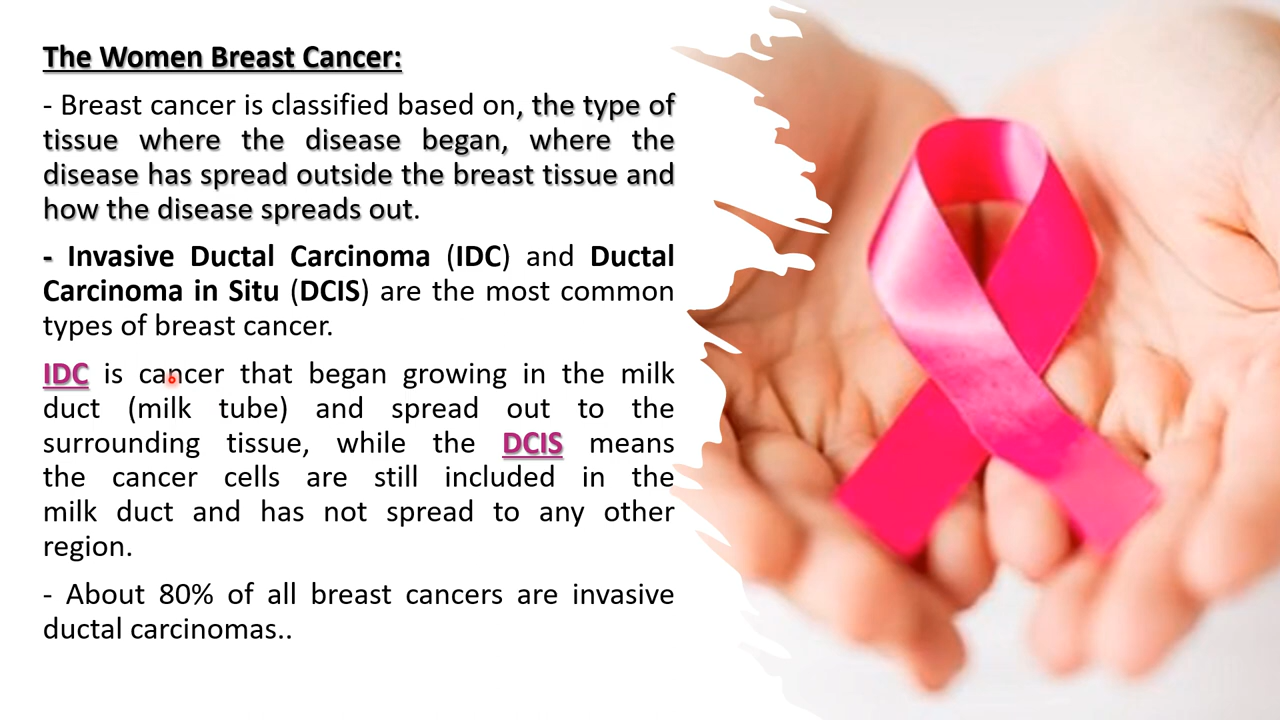 The Women Breast Cancer:
- Breast cancer is classified based on, the type of
tissue where the disease began, where the
disease has spread outside the breast tissue and
how the disease spreads out.
- Invasive Ductal Carcinoma (IDC) and Ductal
Carcinoma in Situ (DCIS) are the most common
types of breast cancer.
IDC is cancer that began growing in the milk
duct (milk tube) and spread out to the
surrounding tissue, while the DCIS means
the cancer cells are still included in the
milk duct and has not spread to any other
region.
- About 80% of all breast cancers are invasive
ductal carcinomas..